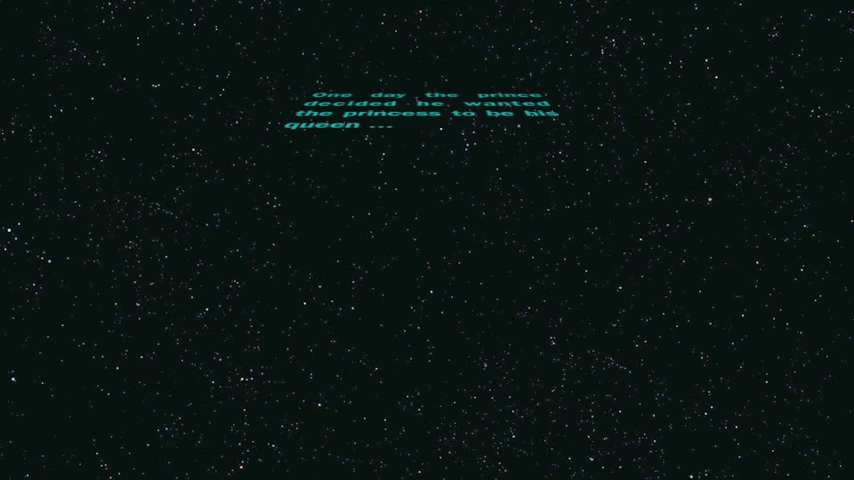 One day the prince
decided he wanted
the princess to be his
queen ...